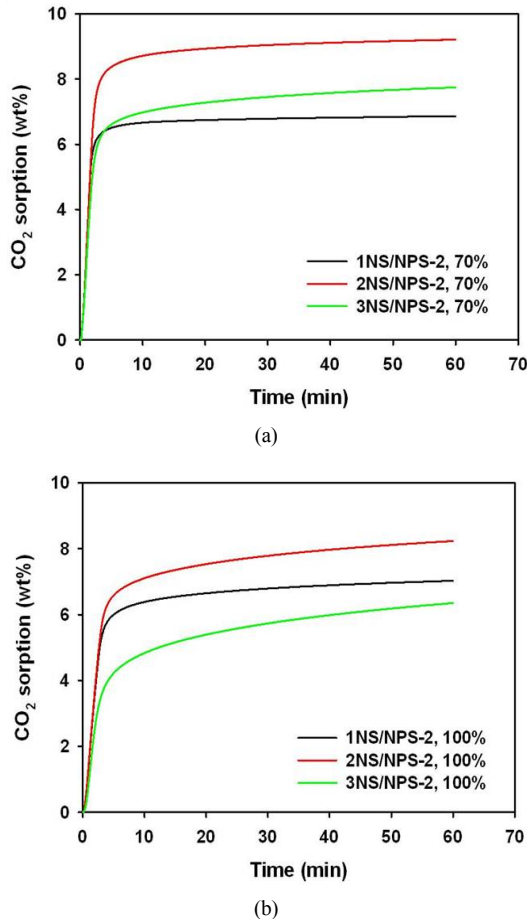 10
8
6
4
2
0
CO2 sorption (wt%)
1NS/NPS-2, 70%
2NS/NPS-2, 70%
3NS/NPS-2, 70%
0 10 20 30 40 50 60 70
Time (min)
(a)
10
8
6
4
2
0
CO2 sorption (wt%)
1NS/NPS-2, 100%
2NS/NPS-2, 100%
3NS/NPS-2, 100%
0 10 20 30 40 50 60 70
Time (min)
(b)